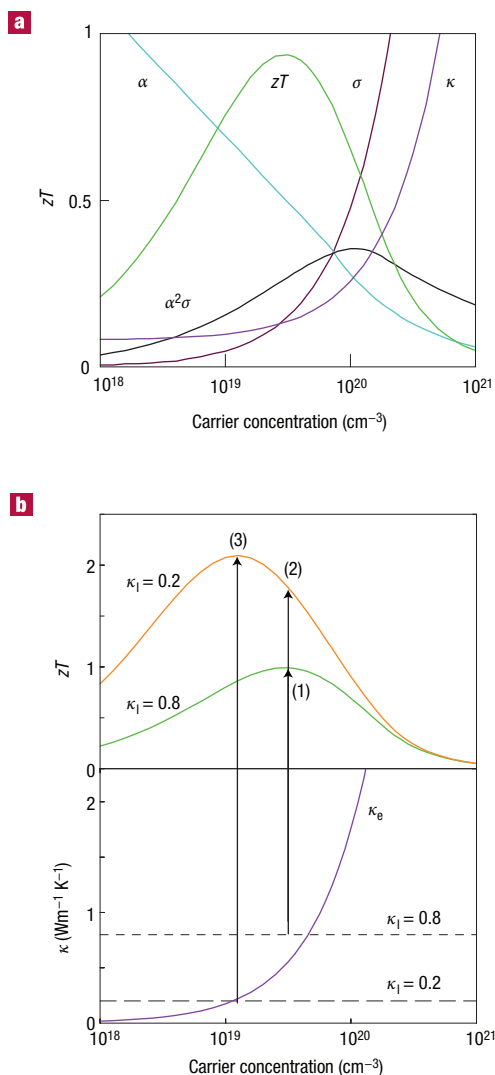 a
1
α
zT
σ
κ
zT
0.5
α²σ
0
10¹⁸
10¹⁹
10²⁰
10²¹
Carrier concentration (cm⁻³)
b
(3)
2
κₗ = 0.2
(2)
zT
1
(1)
κₗ = 0.8
0
2
κₑ
κ (Wm⁻¹ K⁻¹)
1
κₗ = 0.8
κₗ = 0.2
0
10¹⁸
10¹⁹
10²⁰
10²¹
Carrier concentration (cm⁻³)